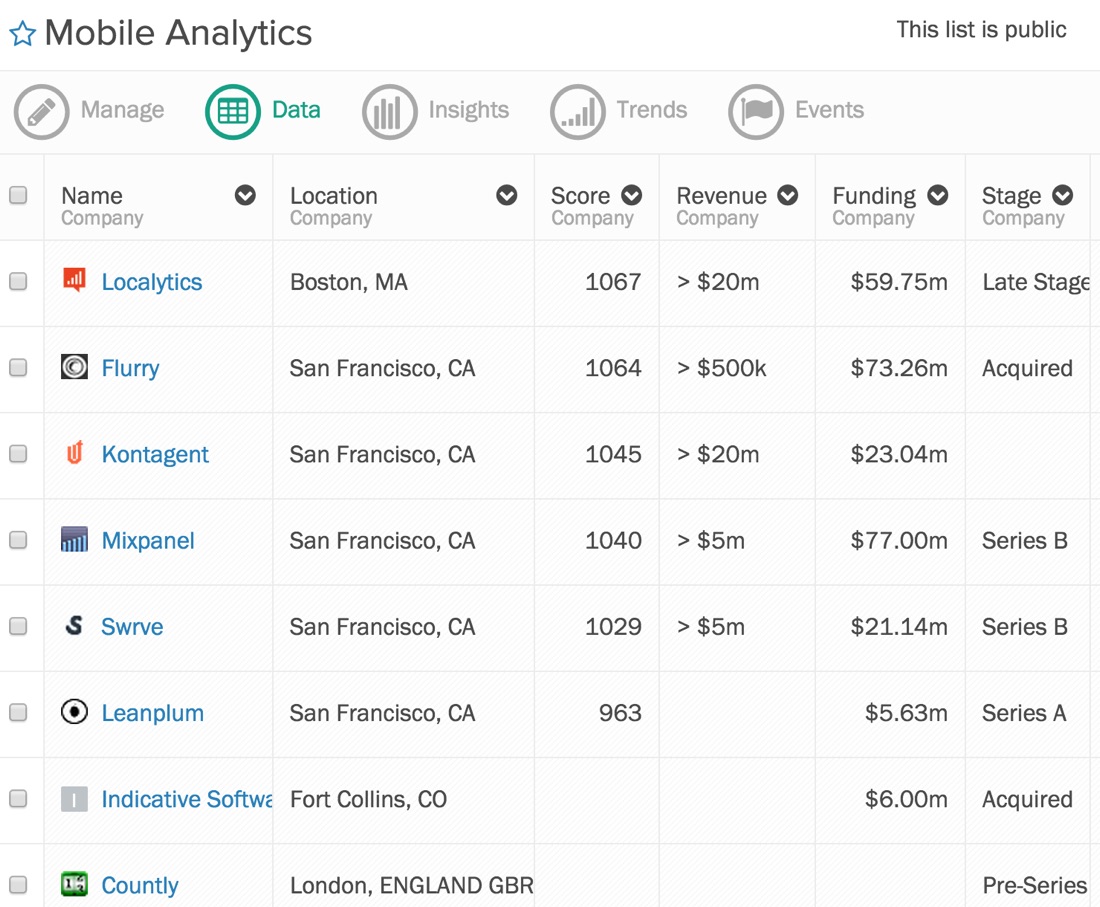 Mobile Analytics
This list is public
Manage Data Insights Trends Events
Name Location Score Revenue Funding Stage
Company Company Company Company Company Company
Localytics Boston, MA 1067 > $20m $59.75m Late Stage
Flurry San Francisco, CA 1064 > $500k $73.26m Acquired
Kontagent San Francisco, CA 1045 > $20m $23.04m
Mixpanel San Francisco, CA 1040 > $5m $77.00m Series B
Swrve San Francisco, CA 1029 > $5m $21.14m Series B
Leanplum San Francisco, CA 963 $5.63m Series A
I Indicative Softwa Fort Collins, CO $6.00m Acquired
Countly London, ENGLAND GBR Pre-Series